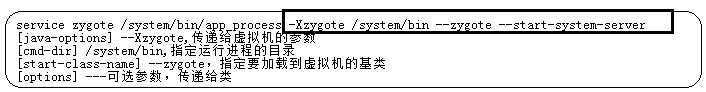 service zygote /system/bin/app_process -Xzygote /system/bin --zygote --start-system-server
[java-options] --Xzygote,传递给虚拟机的参数
[cmd-dir] /system/bin,指定运行进程的目录
[start-class-name] --zygote，指定要加载到虚拟机的基类
[options] ---可选参数，传递给类